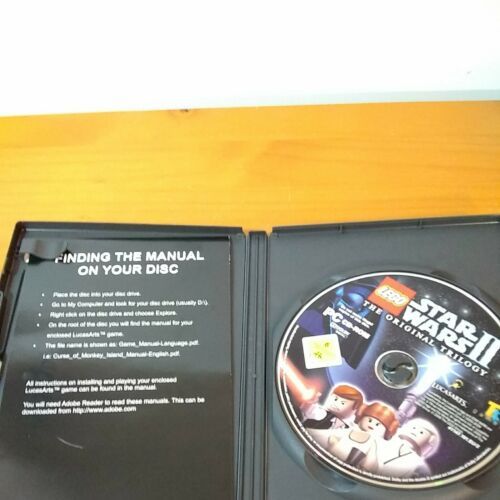 FINDING THE MANUAL
ON YOUR DISC
• Place the disc into your disc drive.
• Go to My Computer and look for your disc drive (usually D:\).
• Right click on the disc drive and choose Explore.
• On the root of the disc you will find the manual for your
enclosed LucasArts™ game.
• The file name is shown as: Game_Manual-Language.pdf.
i.e: Curse_of_Monkey_Island_Manual-English.pdf.
All instructions on installing and playing your enclosed
LucasArts™ game can be found in the manual.
You will need Adobe Reader to read these manuals. This can be
downloaded from http://www.adobe.com
LEGO
STAR
WARS II
THE ORIGINAL TRILOGY
PC CD-ROM
LUCASARTS